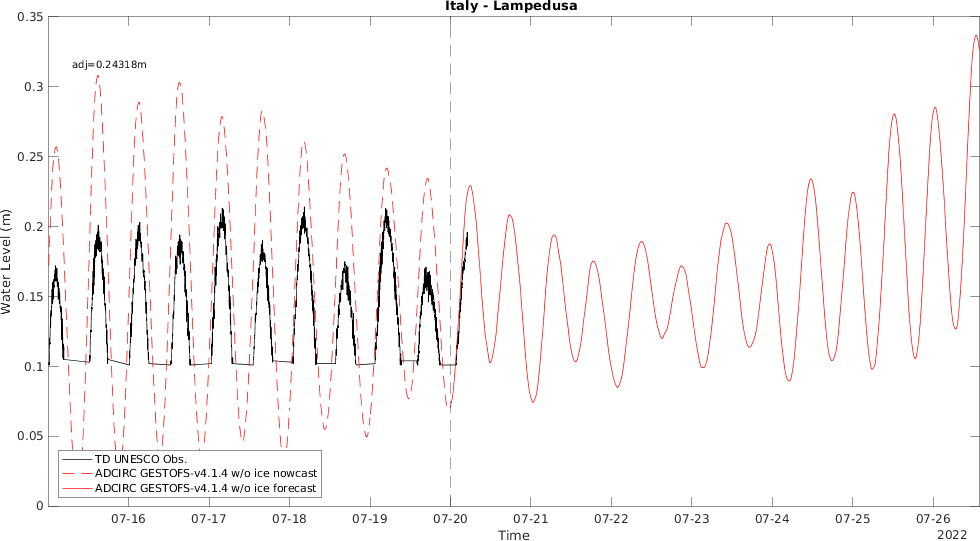 Italy - Lampedusa
0.35
adj=0.24318m
0.3
0.25
0.2
0.15
0.1
0.05
0
Water Level (m)
TD UNESCO Obs.
ADCIRC GESTOFS-v4.1.4 w/o ice nowcast
ADCIRC GESTOFS-v4.1.4 w/o ice forecast
07-16 07-17 07-18 07-19 07-20 07-21 07-22 07-23 07-24 07-25 07-26
Time
2022